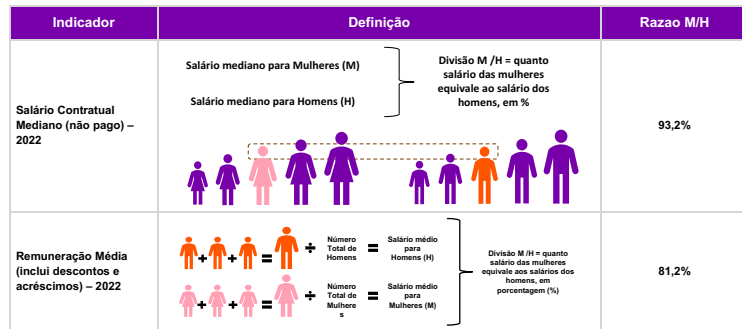 Indicador
Definição
Razao M/H
Salário Contratual
Mediano (não pago) –
2022
Salário mediano para Mulheres (M)
Salário mediano para Homens (H)
Divisão M /H = quanto
salário das mulheres
equivale ao salário dos
homens, em %
93,2%
Remuneração Média
(inclui descontos e
acréscimos) – 2022
+ + = ÷
Número
Total de
Homens
=
Salário médio
para
Homens (H)
+ + = ÷
Número
Total de
Mulhere
s
=
Salário médio
para
Mulheres (M)
Divisão M /H = quanto
salário das mulheres
equivale aos salários dos
homens, em
porcentagem (%)
81,2%